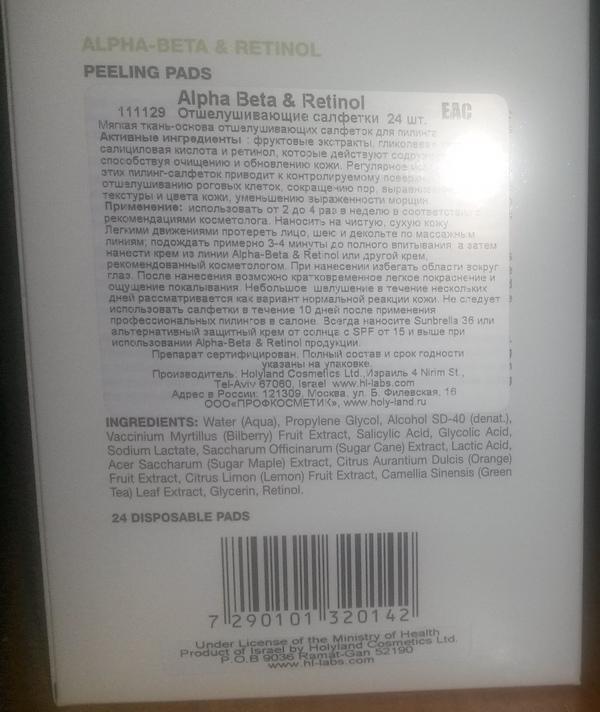 ALPHA-BETA & RETINOL
PEELING PADS
Alpha Beta & Retinol
111129 Отшелушивающие салфетки 24 шт. EAC
Мягкая ткань-основа отшелушивающих салфеток для пилинга
Активные ингредиенты : фруктовые экстракты, гликолевая
салициловая кислота и ретинол, которые действуют
способствуя очищению и обновлению кожи. Регулярное
этих пилинг-салфеток приводит к контролируемому
отшелушиванию роговых клеток, сокращению пор,
текстуры и цвета кожи, уменьшению выраженности морщин.
Применение: использовать от 2 до 4 раз в неделю в соответствии с
рекомендациями косметолога. Наносить на чистую, сухую кожу.
Легкими движениями протереть лицо, шею и декольте по массажным
линиям; подождать примерно 3-4 минуты до полного впитывания, а затем
нанести крем из линии Alpha-Beta & Retinol или другой крем,
рекомендованный косметологом. При нанесении избегать области вокруг
глаз. После нанесения возможно кратковременное легкое покраснение и
ощущение покалывания. Небольшое шелушение в течение нескольких
дней рассматривается как вариант нормальной реакции кожи. Не следует
использовать салфетки в течение 10 дней после применения
профессиональных пилингов в салоне. Всегда наносите Sunbrella 36 или
альтернативный защитный крем от солнца с SPF от 15 и выше при
использовании Alpha-Beta & Retinol продукции.
Препарат сертифицирован. Полный состав и срок годности
указаны на упаковке.
Производитель: Holyland Cosmetics Ltd.,Израиль 4 Nirim St.,
Tel-Aviv 67060, Israel www.hl-labs.com
Адрес в России: 121309, Москва, ул. Б. Филевская, 16
ООО«ПРОФКОСМЕТИК», www.holy-land.ru
INGREDIENTS: Water (Aqua), Propylene Glycol, Alcohol SD-40 (denat.),
Vaccinium Myrtillus (Bilberry) Fruit Extract, Salicylic Acid, Glycolic Acid,
Sodium Lactate, Saccharum Officinarum (Sugar Cane) Extract, Lactic Acid,
Acer Saccharum (Sugar Maple) Extract, Citrus Aurantium Dulcis (Orange)
Fruit Extract, Citrus Limon (Lemon) Fruit Extract, Camellia Sinensis (Green
Tea) Leaf Extract, Glycerin, Retinol.
24 DISPOSABLE PADS
7 290101 320142
Under License of the Ministry of Health
Product of Israel by Holyland Cosmetics Ltd.
P.O.B 9036 Ramat-Gan 52190
www.hl-labs.com